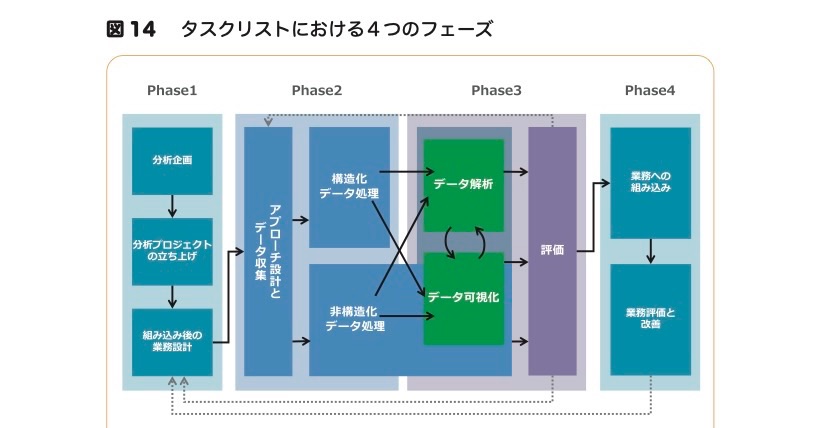 図14 タスクリストにおける4つのフェーズ
Phase1
Phase2
Phase3
Phase4
分析企画
分析プロジェクト
の立ち上げ
組み込み後の
業務設計
アプローチ設計と
データ収集
構造化
データ処理
非構造化
データ処理
データ解析
データ可視化
評価
業務への
組み込み
業務評価と
改善